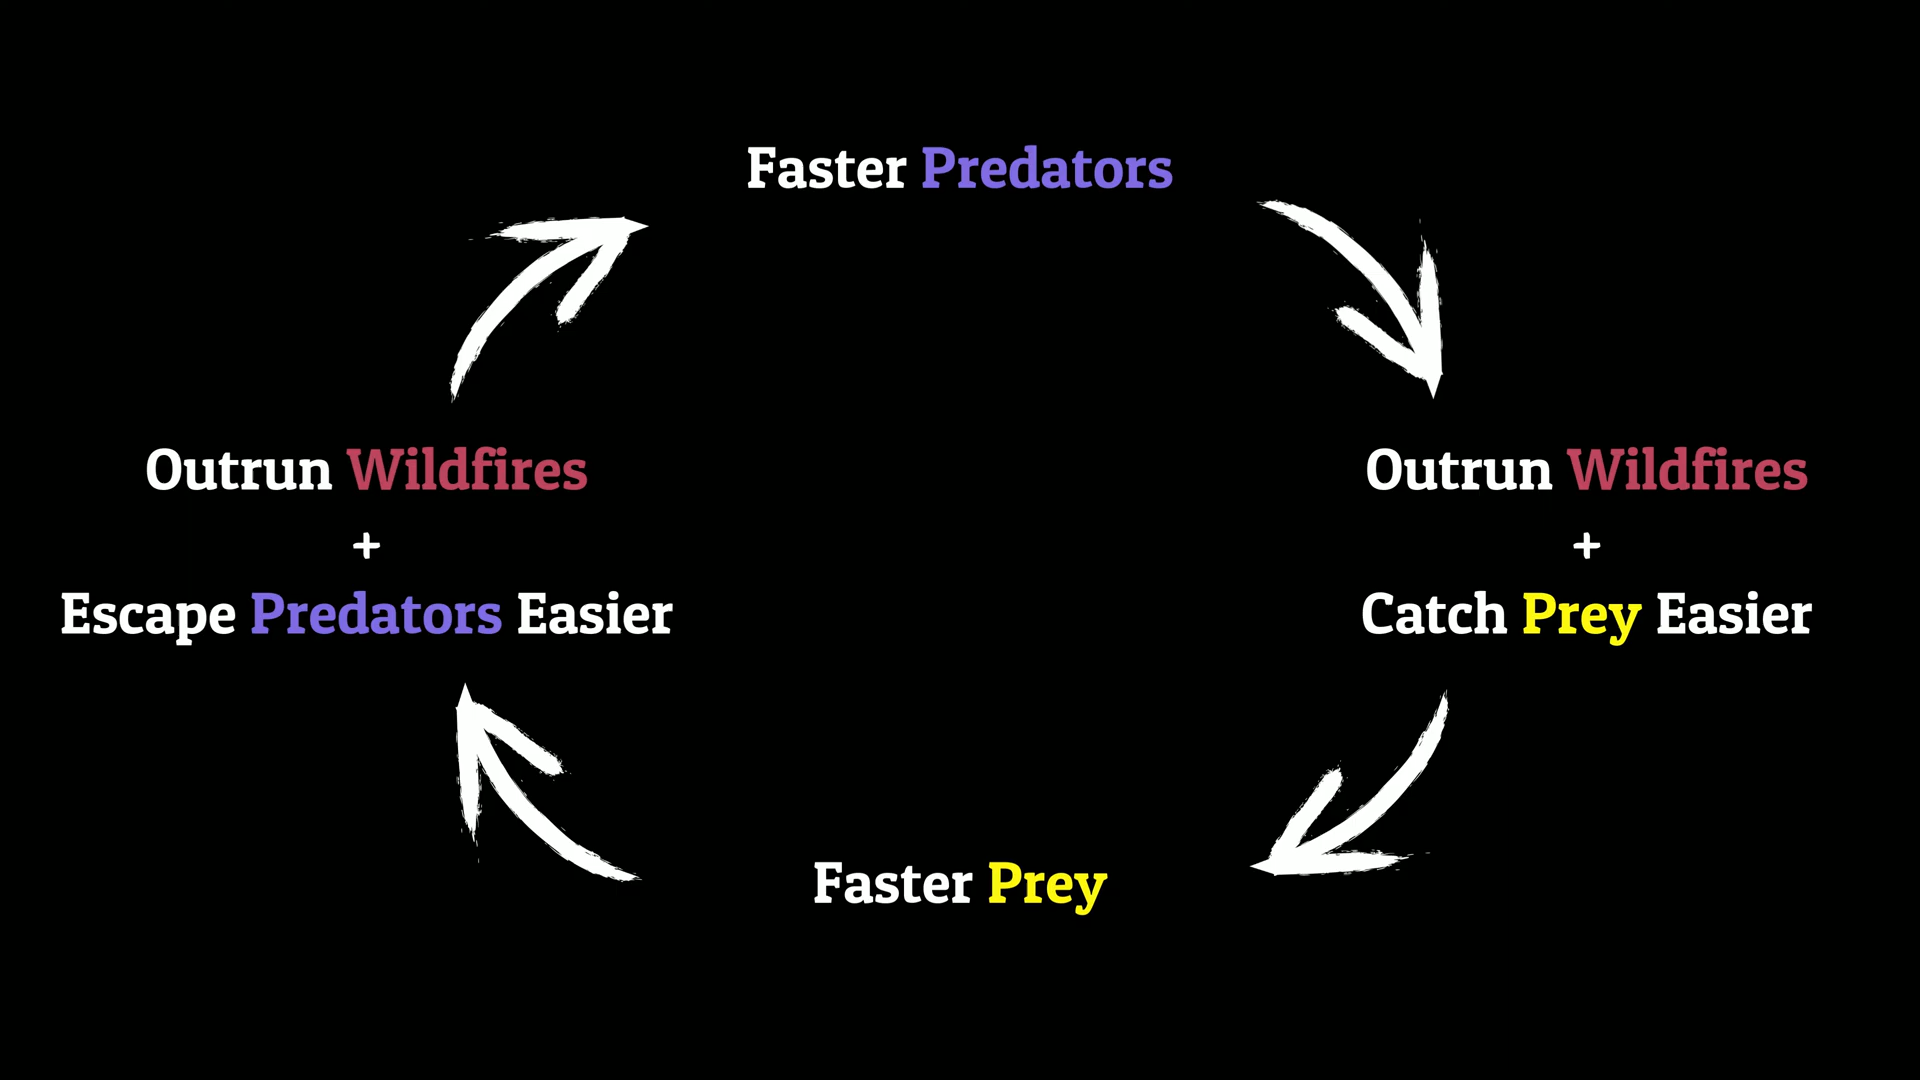 Faster Predators
Outrun Wildfires
+
Escape Predators Easier
Outrun Wildfires
+
Catch Prey Easier
Faster Prey